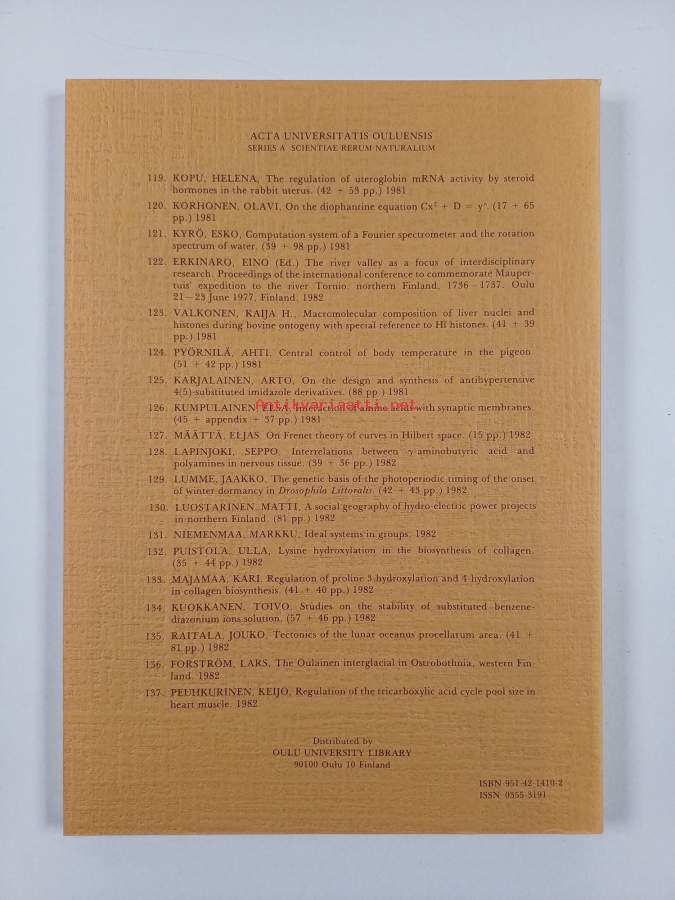 ACTA UNIVERSITATIS OULUENSIS
SERIES A SCIENTIAE RERUM NATURALIUM
119. KOPU, HELENA, The regulation of uteroglobin mRNA activity by steroid
hormones in the rabbit uterus. (42 + 53 pp.) 1981
120. KORHONEN, OLAVI, On the diophantine equation Cx² + D = yⁿ. (17 + 65
pp.) 1981
121. KYRÖ, ESKO, Computation system of a Fourier spectrometer and the rotation
spectrum of water. (39 + 98 pp.) 1981
122. ERKINARO, EINO (Ed.) The river valley as a focus of interdisciplinary
research. Proceedings of the international conference to commemorate Mauper-
tuis' expedition to the river Tornio, northern Finland, 1736—1737. Oulu
21—23 June 1977, Finland. 1982
123. VALKONEN, KAIJA H., Macromolecular composition of liver nuclei and
histones during bovine ontogeny with special reference to H1 histones. (41 + 39
pp.) 1981
124. PYÖRNILÄ, AHTI, Central control of body temperature in the pigeon.
(51 + 42 pp.) 1981
125. KARJALAINEN, ARTO, On the design and synthesis of antihypertensive
4(5)-substituted imidazole derivatives. (88 pp.) 1981
126. KUMPULAINEN, ELSA, Interaction of amino acids with synaptic membranes.
Antikvariaatti.net
(45 + appendix + 37 pp.) 1981
127. MÄÄTTÄ, ELJAS, On Frenet theory of curves in Hilbert space. (15 pp.) 1982
128. LAPINJOKI, SEPPO, Interrelations between γ-aminobutyric acid and
polyamines in nervous tissue. (39 + 36 pp.) 1982
129. LUMME, JAAKKO, The genetic basis of the photoperiodic timing of the onset
of winter dormancy in Drosophila Littoralis. (42 + 43 pp.) 1982
130. LUOSTARINEN, MATTI, A social geography of hydro-electric power projects
in northern Finland. (81 pp.) 1982
131. NIEMENMAA, MARKKU, Ideal systems in groups. 1982
132. PUISTOLA, ULLA, Lysine hydroxylation in the biosynthesis of collagen.
(35 + 44 pp.) 1982
133. MAJAMAA, KARI, Regulation of proline 3-hydroxylation and 4-hydroxylation
in collagen biosynthesis. (41 + 40 pp.) 1982
134. KUOKKANEN, TOIVO, Studies on the stability of substituted benzene-
diazonium ions solution. (57 + 46 pp.) 1982
135. RAITALA, JOUKO, Tectonics of the lunar oceanus procellarum area. (41 +
81 pp.) 1982
136. FORSTRÖM, LARS, The Oulainen interglacial in Ostrobothnia, western Fin-
land. 1982
137. PEUHKURINEN, KEIJO, Regulation of the tricarboxylic acid cycle pool size in
heart muscle. 1982
Distributed by
OULU UNIVERSITY LIBRARY
90100 Oulu 10 Finland
ISBN 951-42-1410-2
ISSN 0355-3191